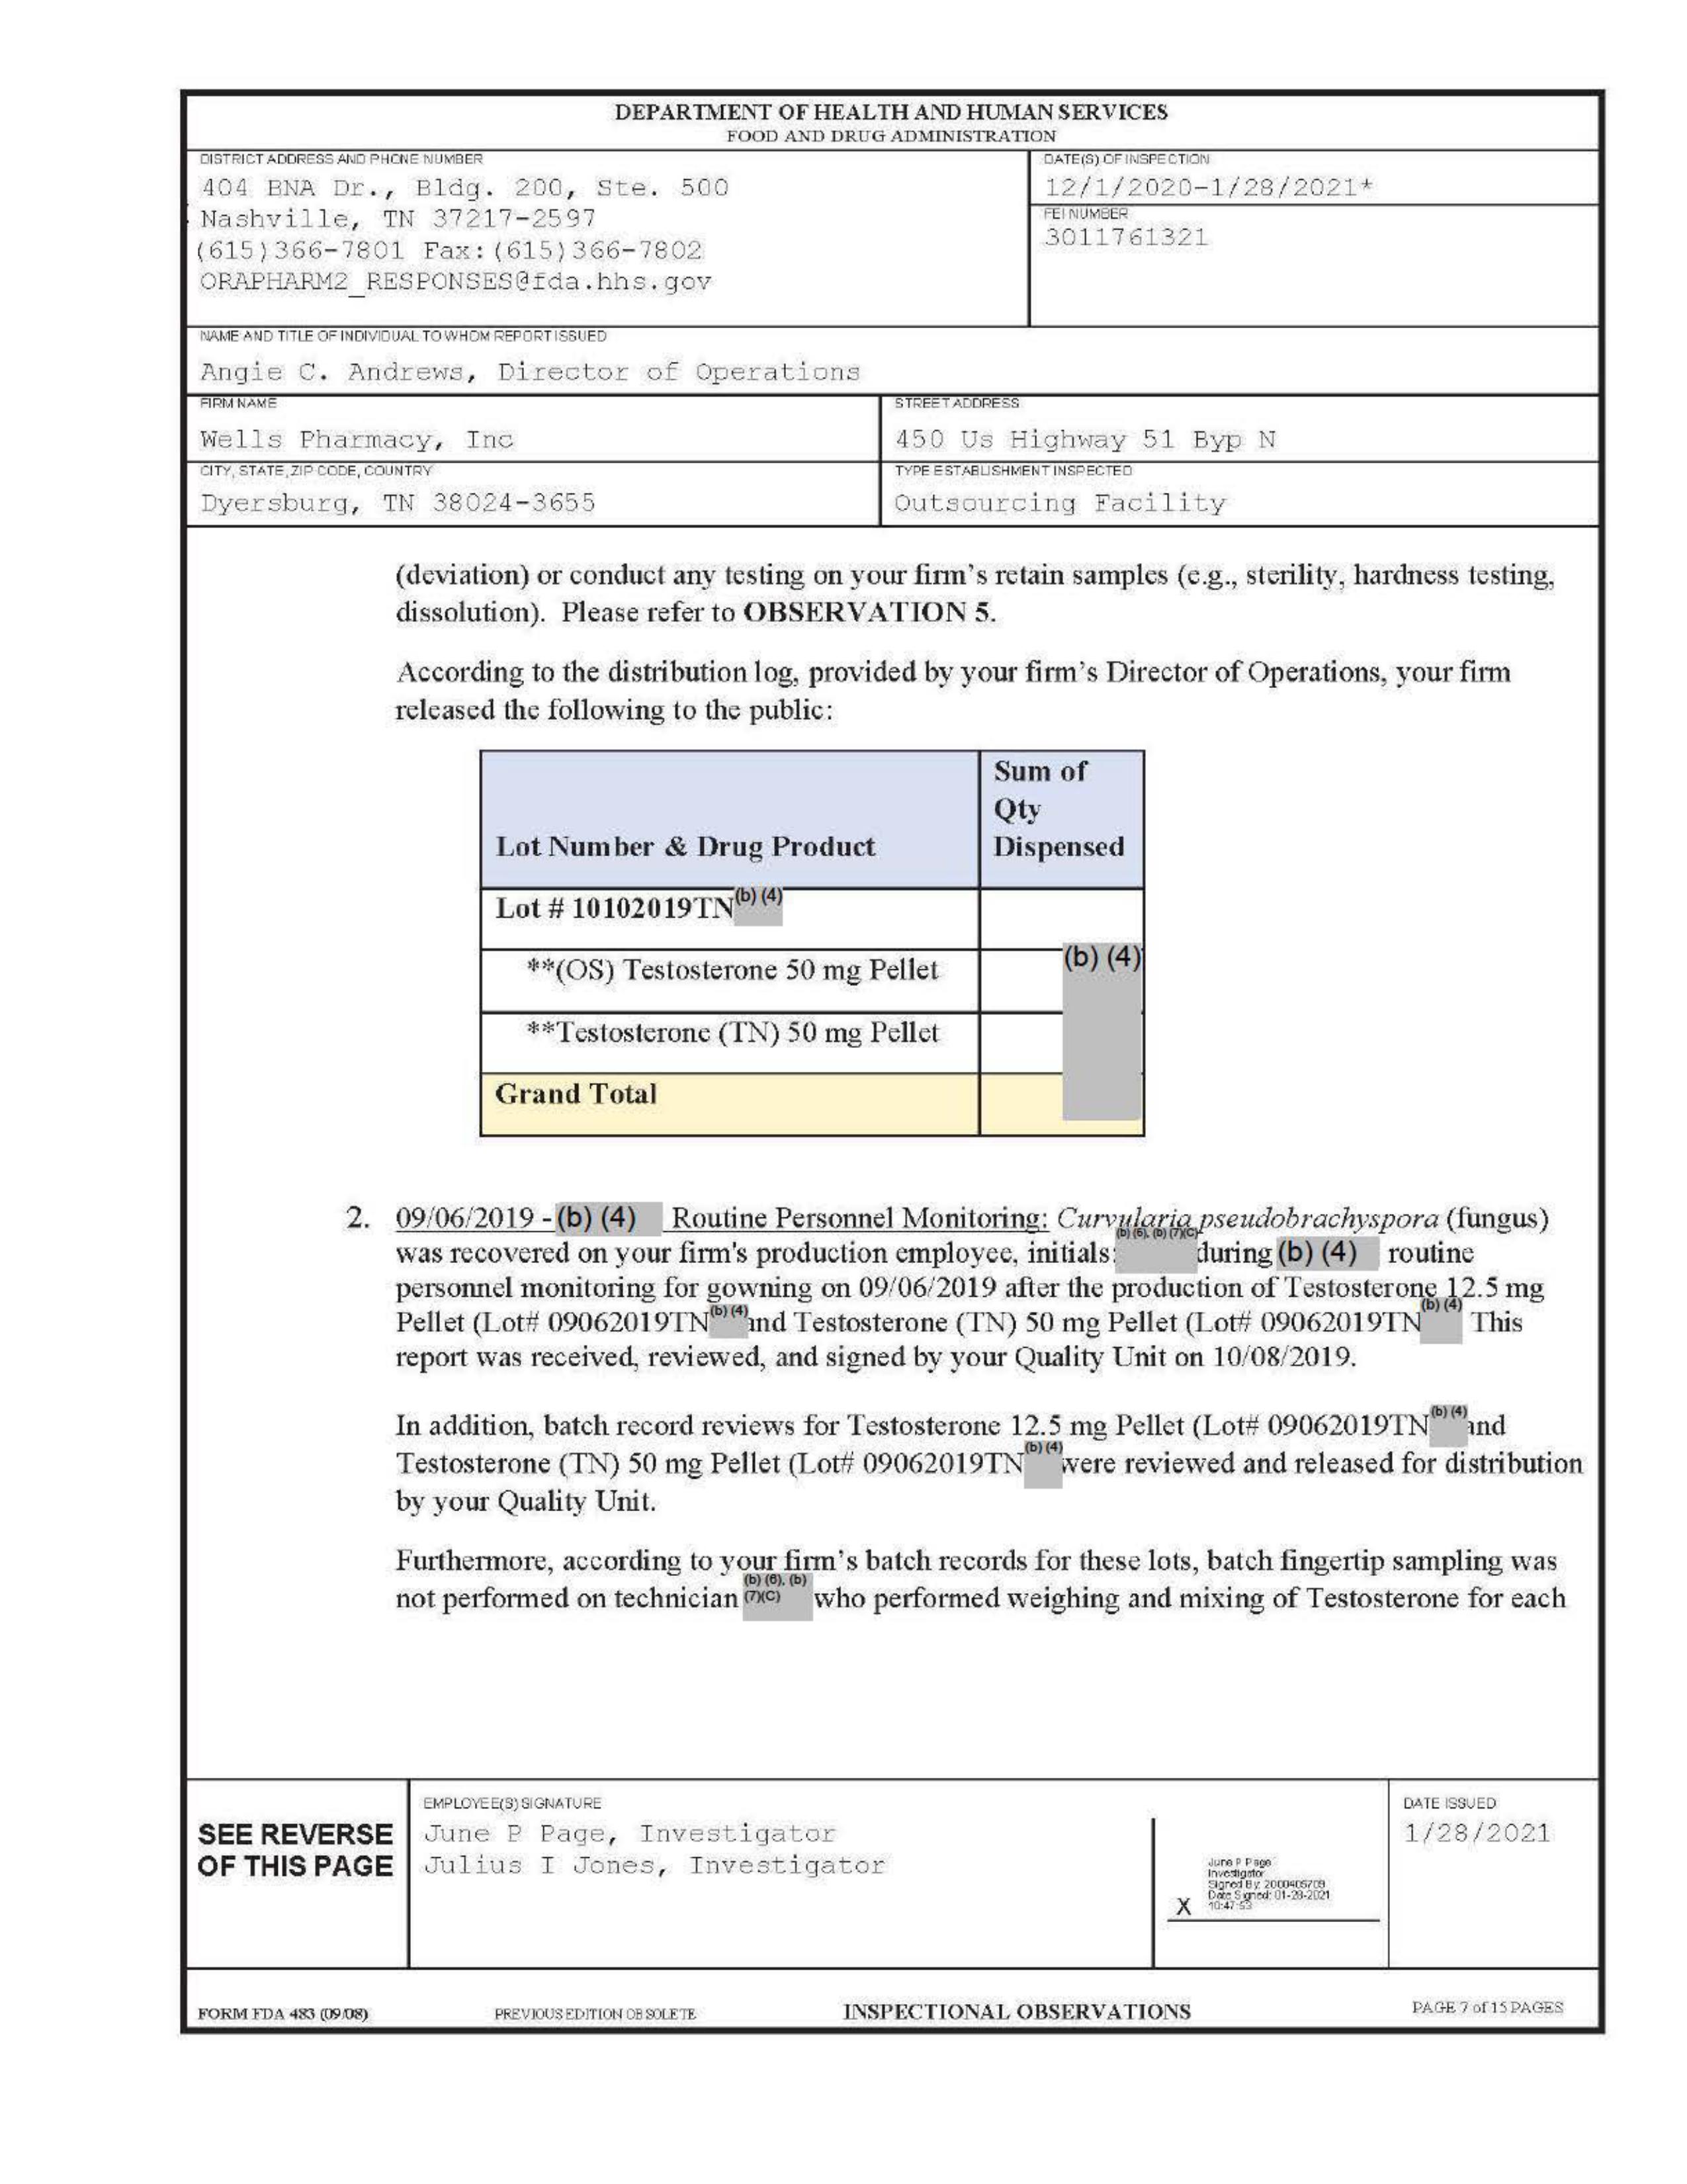 DEPARTMENT OF HEALTH AND HUMAN SERVICES
FOOD AND DRUG ADMINISTRATION
DISTRICT ADDRESS AND PHONE NUMBER
404 BNA Dr., Bldg. 200, Ste. 500
Nashville, TN 37217-2597
(615)366-7801 Fax:(615)366-7802
ORAPHARM2_RESPONSES@fda.hhs.gov
DATE(S) OF INSPECTION
12/1/2020-1/28/2021*
FEI NUMBER
3011761321
NAME AND TITLE OF INDIVIDUAL TO WHOM REPORT ISSUED
Angie C. Andrews, Director of Operations
FIRM NAME
Wells Pharmacy, Inc
STREET ADDRESS
450 Us Highway 51 Byp N
CITY, STATE, ZIP CODE, COUNTRY
Dyersburg, TN 38024-3655
TYPE ESTABLISHMENT INSPECTED
Outsourcing Facility
(deviation) or conduct any testing on your firm's retain samples (e.g., sterility, hardness testing,
dissolution). Please refer to OBSERVATION 5.
According to the distribution log, provided by your firm's Director of Operations, your firm
released the following to the public:
Lot Number & Drug Product
Sum of
Qty
Dispensed
Lot # 10102019TN (b) (4)
(b) (4)
**(OS) Testosterone 50 mg Pellet
**Testosterone (TN) 50 mg Pellet
Grand Total
2. 09/06/2019 - (b) (4) Routine Personnel Monitoring: Curvularia pseudobrachyspora (fungus)
was recovered on your firm's production employee, initials: (b) (6), (b) (7)(C) during (b) (4) routine
personnel monitoring for gowning on 09/06/2019 after the production of Testosterone 12.5 mg
Pellet (Lot# 09062019TN (b) (4) and Testosterone (TN) 50 mg Pellet (Lot# 09062019TN (b) (4) This
report was received, reviewed, and signed by your Quality Unit on 10/08/2019.
In addition, batch record reviews for Testosterone 12.5 mg Pellet (Lot# 09062019TN (b) (4) and
Testosterone (TN) 50 mg Pellet (Lot# 09062019TN (b) (4) were reviewed and released for distribution
by your Quality Unit.
Furthermore, according to your firm's batch records for these lots, batch fingertip sampling was
not performed on technician (b) (6), (b) (7)(C) who performed weighing and mixing of Testosterone for each
SEE REVERSE
OF THIS PAGE
EMPLOYEE(S) SIGNATURE
June P Page, Investigator
Julius I Jones, Investigator
X
June P Page
Investigator
Signed By: 2000405709
Date Signed: 01-28-2021
10:47:53
DATE ISSUED
1/28/2021
FORM FDA 483 (09/08)
PREVIOUS EDITION OBSOLETE
INSPECTIONAL OBSERVATIONS
PAGE 7 of 15 PAGES